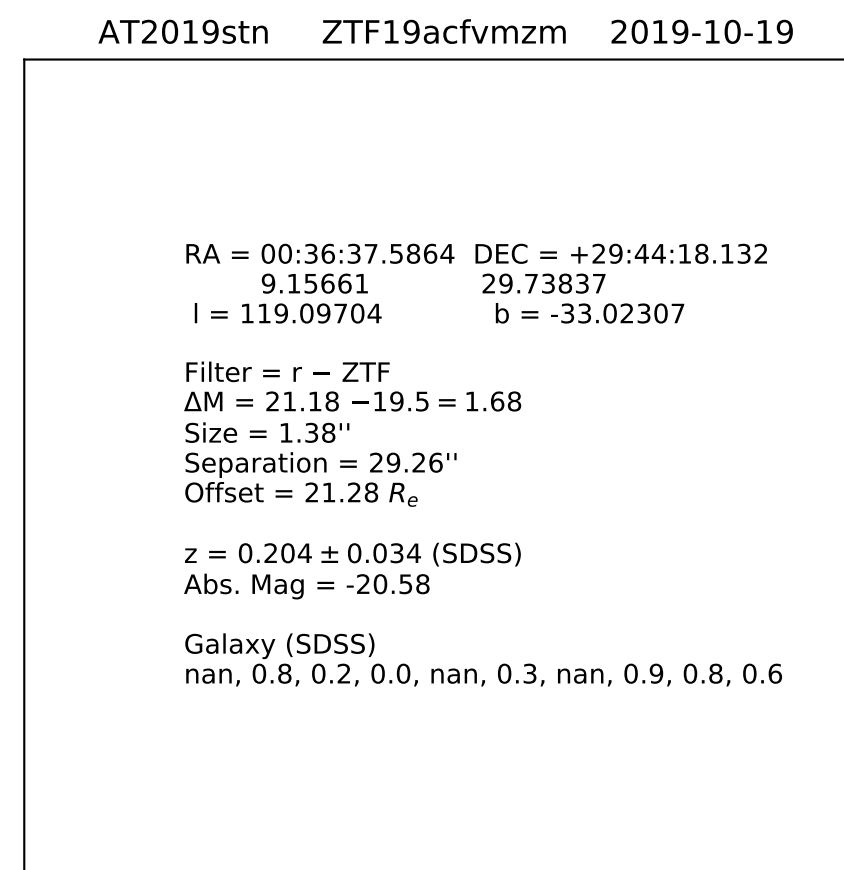 AT2019stn ZTF19acfvmzm 2019-10-19
RA = 00:36:37.5864 DEC = +29:44:18.132
9.15661 29.73837
l = 119.09704 b = -33.02307
Filter = r − ZTF
ΔM = 21.18 −19.5 = 1.68
Size = 1.38''
Separation = 29.26''
Offset = 21.28 Rₑ
z = 0.204 ± 0.034 (SDSS)
Abs. Mag = -20.58
Galaxy (SDSS)
nan, 0.8, 0.2, 0.0, nan, 0.3, nan, 0.9, 0.8, 0.6